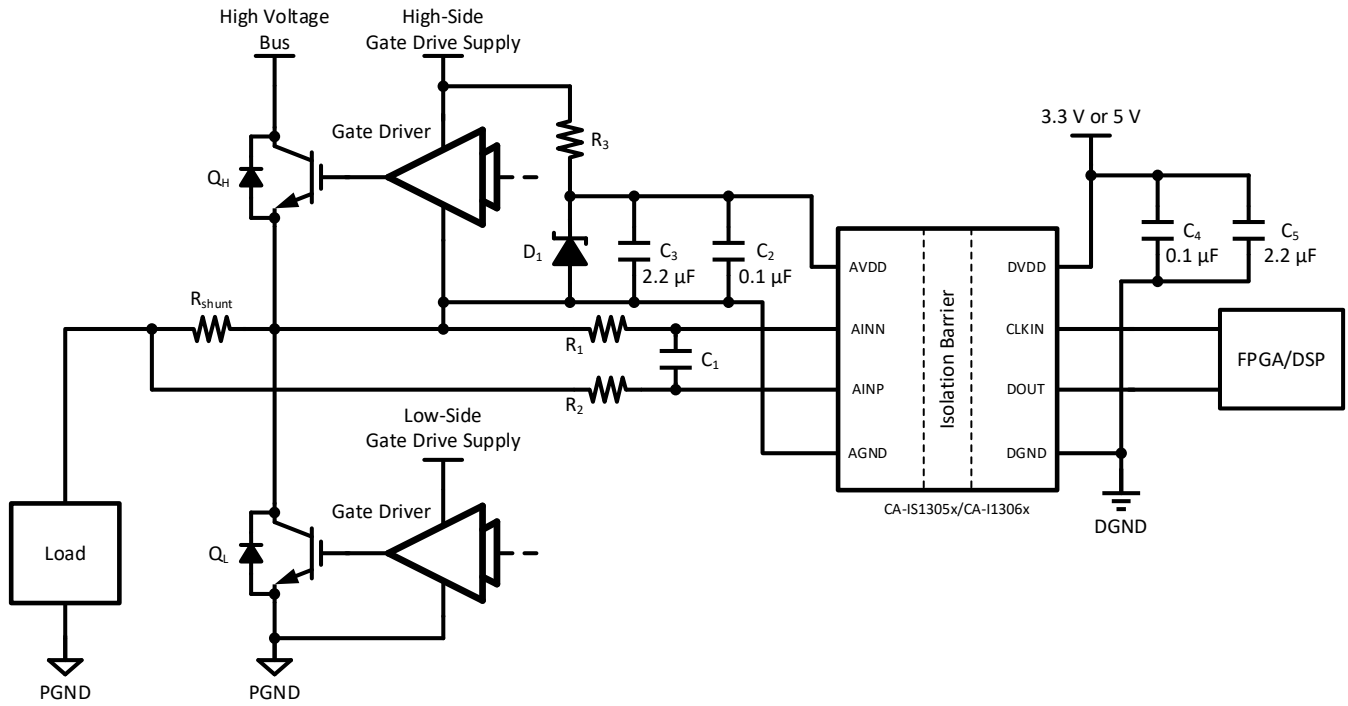 High Voltage
Bus
High-Side
Gate Drive Supply
Gate Driver
R3
3.3 V or 5 V
QH
D1
C3
2.2 µF
C2
0.1 µF
C4
0.1 µF
C5
2.2 µF
AVDD
DVDD
Rshunt
R1
AINN
CLKIN
C1
Isolation Barrier
FPGA/DSP
R2
AINP
DOUT
Low-Side
Gate Drive Supply
AGND
DGND
CA-IS1305x/CA-I1306x
DGND
Gate Driver
Load
QL
PGND
PGND